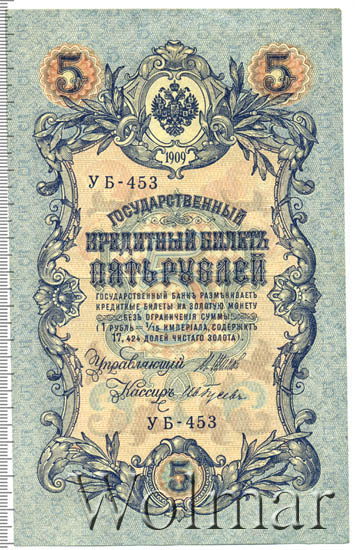 5 5
1909
УБ-453
ГОСУДАРСТВЕННЫЙ
КРЕДИТНЫЙ БИЛЕТЪ
ПЯТЬ РУБЛЕЙ
ГОСУДАРСТВЕННЫЙ БАНКЪ РАЗМѢНИВАЕТЪ
КРЕДИТНЫЕ БИЛЕТЫ НА ЗОЛОТУЮ МОНЕТУ
БЕЗЪ ОГРАНИЧЕНІЯ СУММЫ
(1 РУБЛЬ = 1/15 ИМПЕРІАЛА, СОДЕРЖИТЪ
17,424 ДОЛЕЙ ЧИСТАГО ЗОЛОТА).
Управляющій
Кассиръ
УБ-453
5
Wolmar